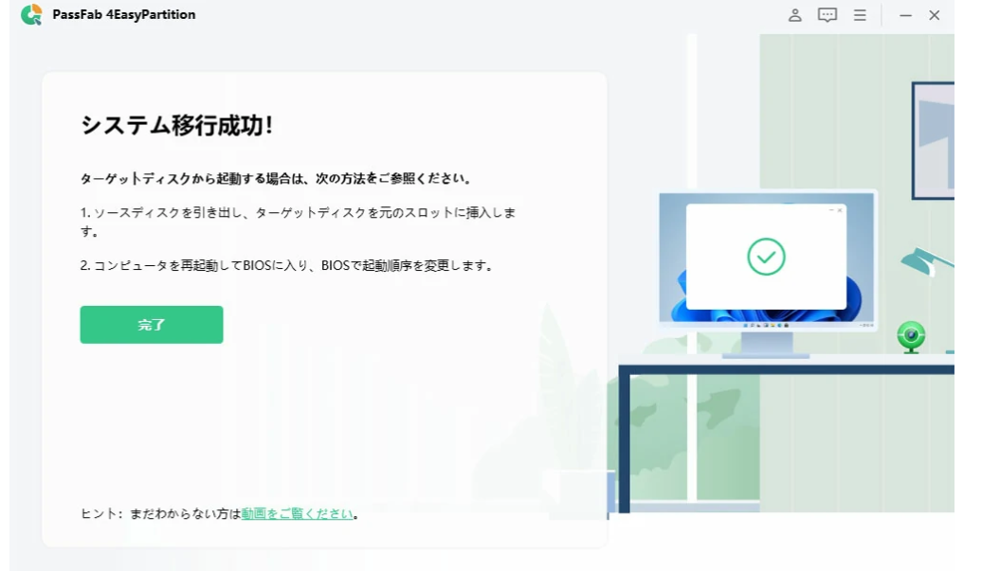 PassFab 4EasyPartition
システム移行成功!
ターゲットディスクから起動する場合は、次の方法をご参照ください。
1. ソースディスクを引き出し、ターゲットディスクを元のスロットに挿入しま
す。
2. コンピュータを再起動してBIOSに入り、BIOSで起動順序を変更します。
完了
ヒント：まだわからない方は動画をご覧ください。